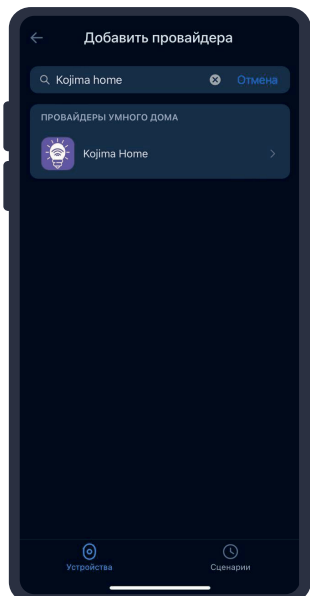 Добавить провайдера
Kojima home
Отмена
ПРОВАЙДЕРЫ УМНОГО ДОМА
Kojima Home
Устройства
Сценарии